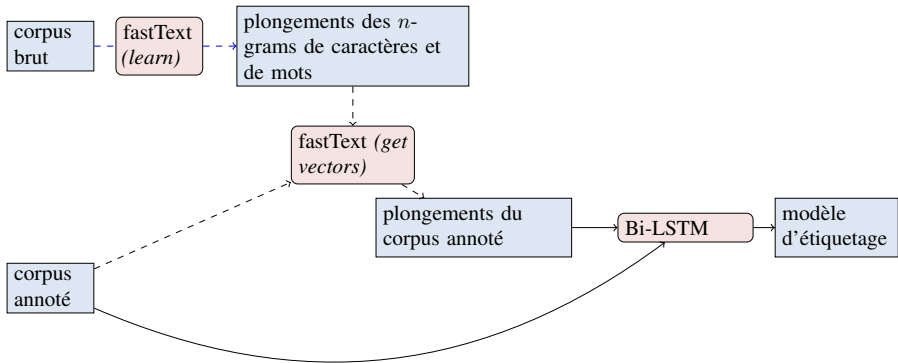 corpus
brut
fastText
(learn)
plongements des n-
grams de caractères et
de mots
fastText (get
vectors)
plongements du
corpus annoté
Bi-LSTM
modèle
d'étiquetage
corpus
annoté